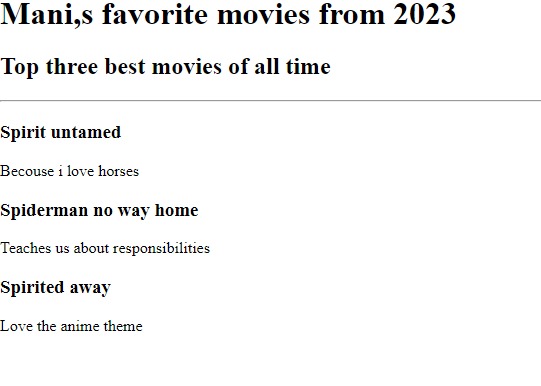 Mani,s favorite movies from 2023
Top three best movies of all time
Spirit untamed
Becouse i love horses
Spiderman no way home
Teaches us about responsibilities
Spirited away
Love the anime theme